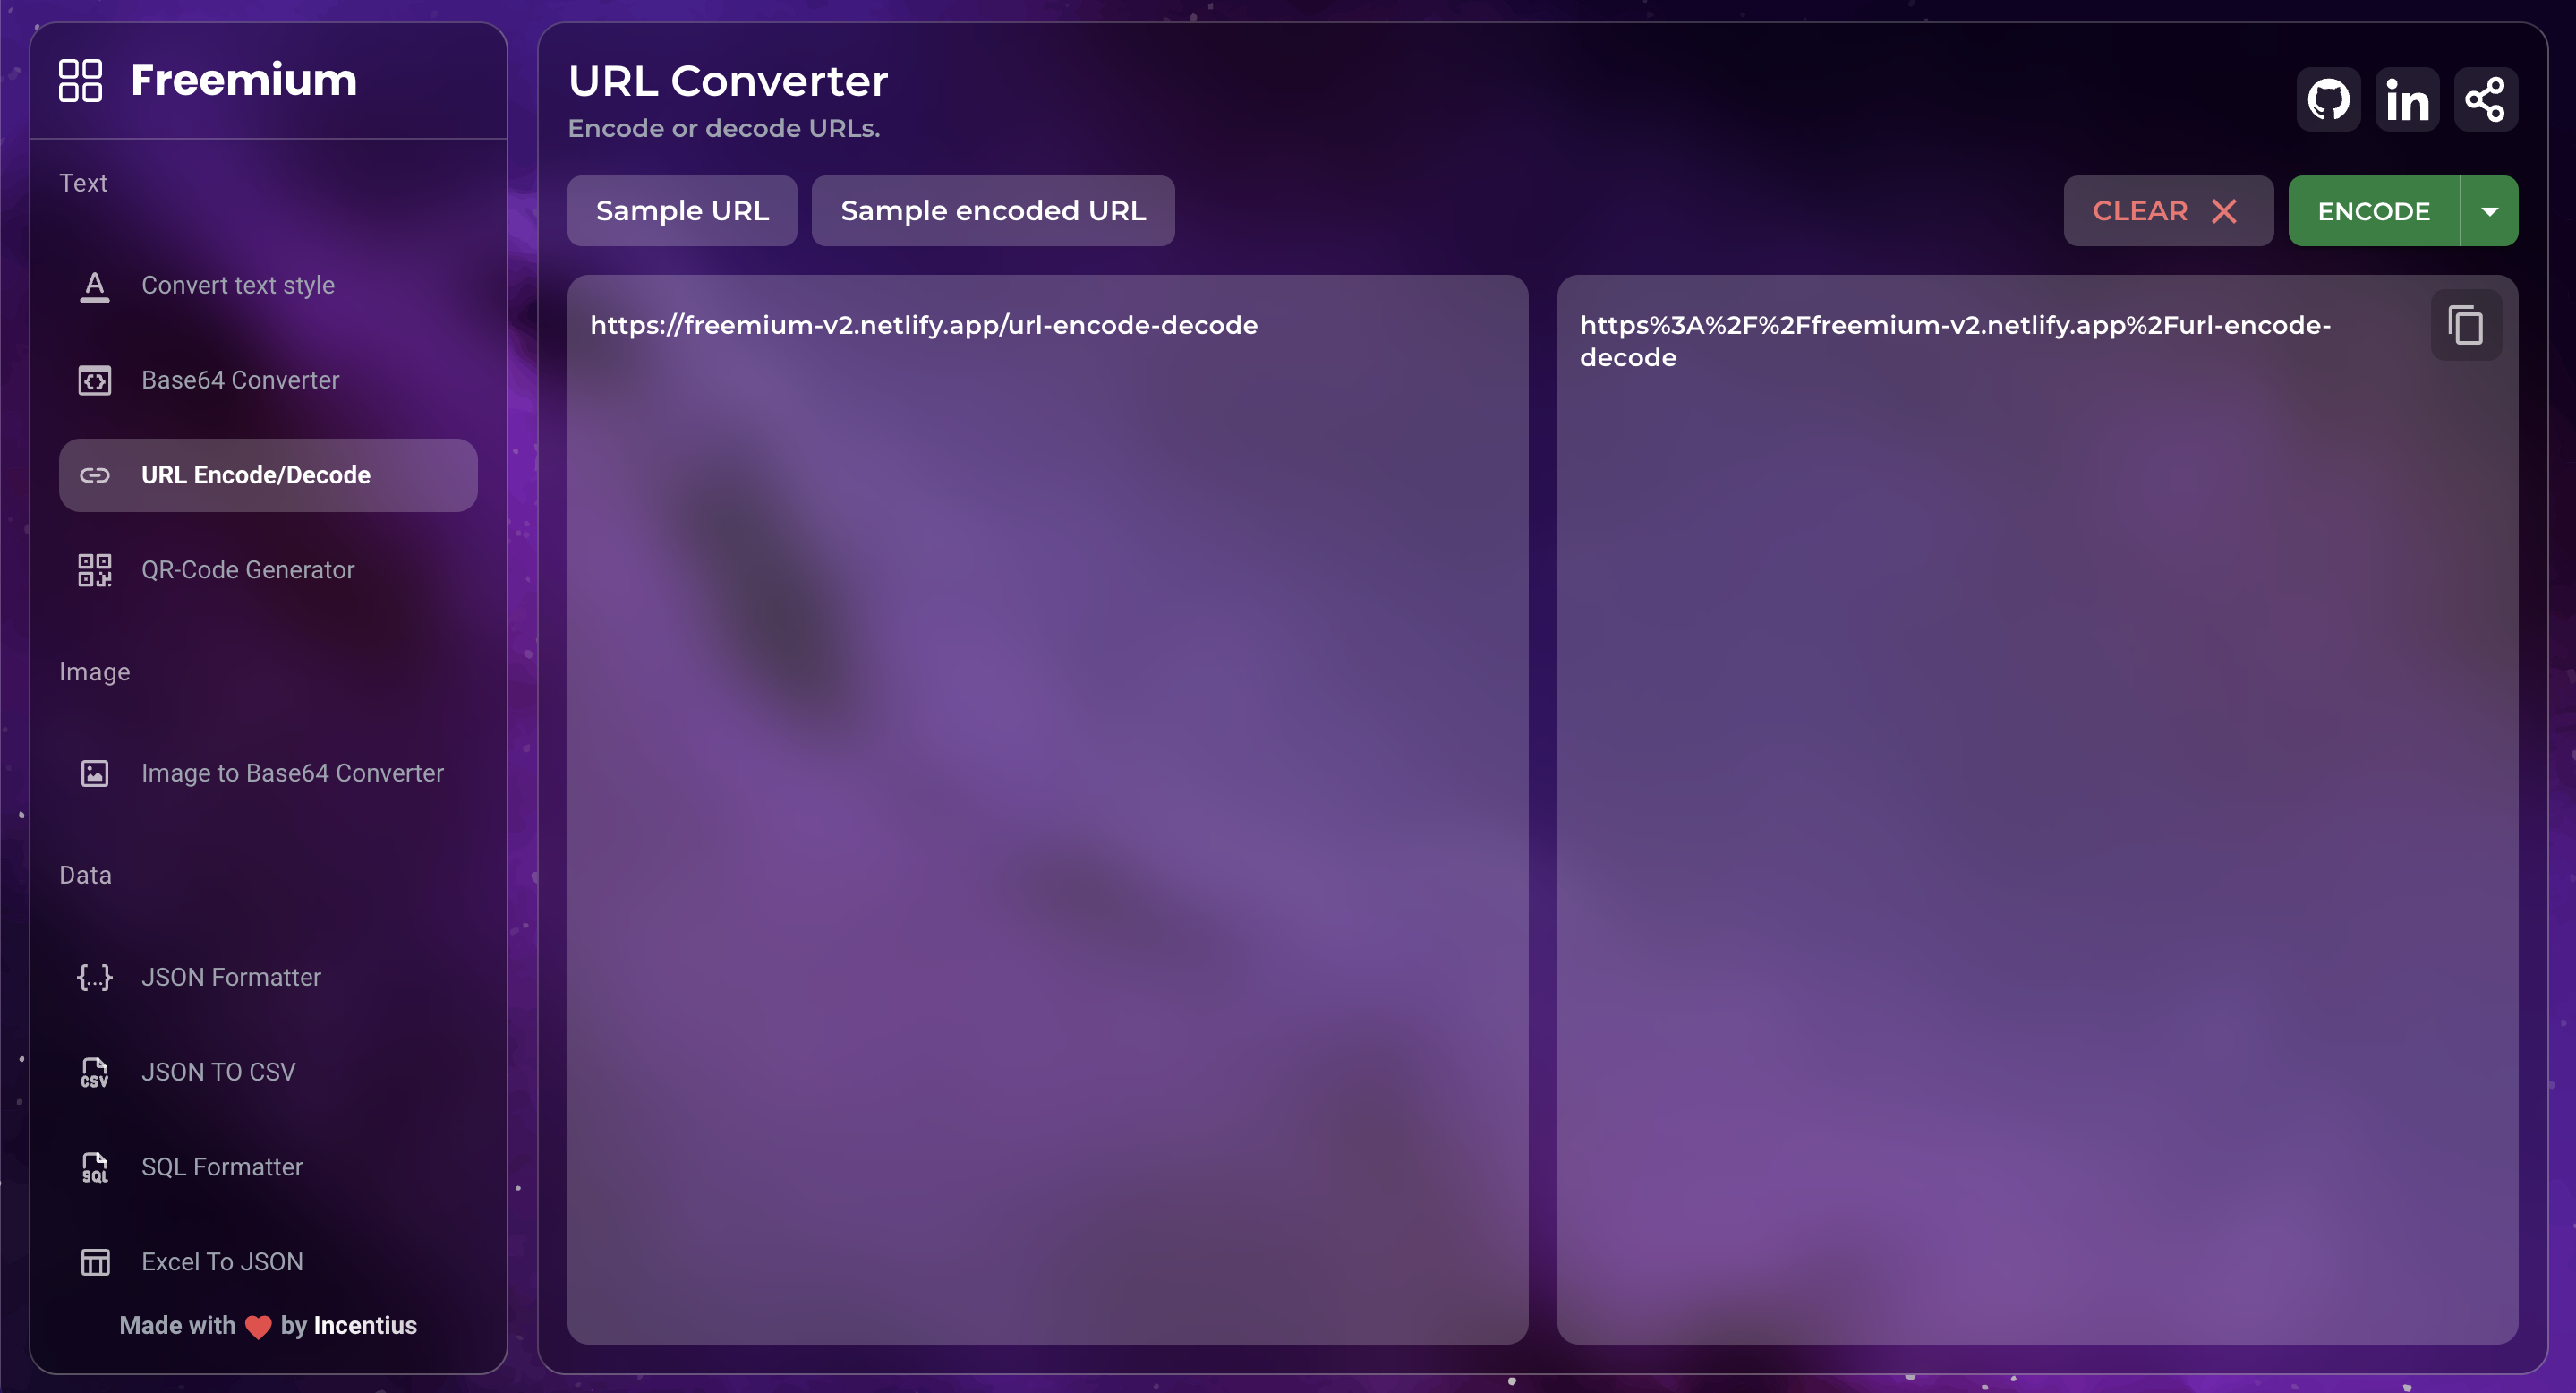 Freemium
Text
Convert text style
Base64 Converter
URL Encode/Decode
QR-Code Generator
Image
Image to Base64 Converter
Data
{...} JSON Formatter
CSV JSON TO CSV
SQL SQL Formatter
Excel To JSON
Made with ❤ by Incentius
URL Converter
Encode or decode URLs.
in
Sample URL Sample encoded URL CLEAR ENCODE
https://freemium-v2.netlify.app/url-encode-decode
https%3A%2F%2Ffreemium-v2.netlify.app%2Furl-encode-
decode